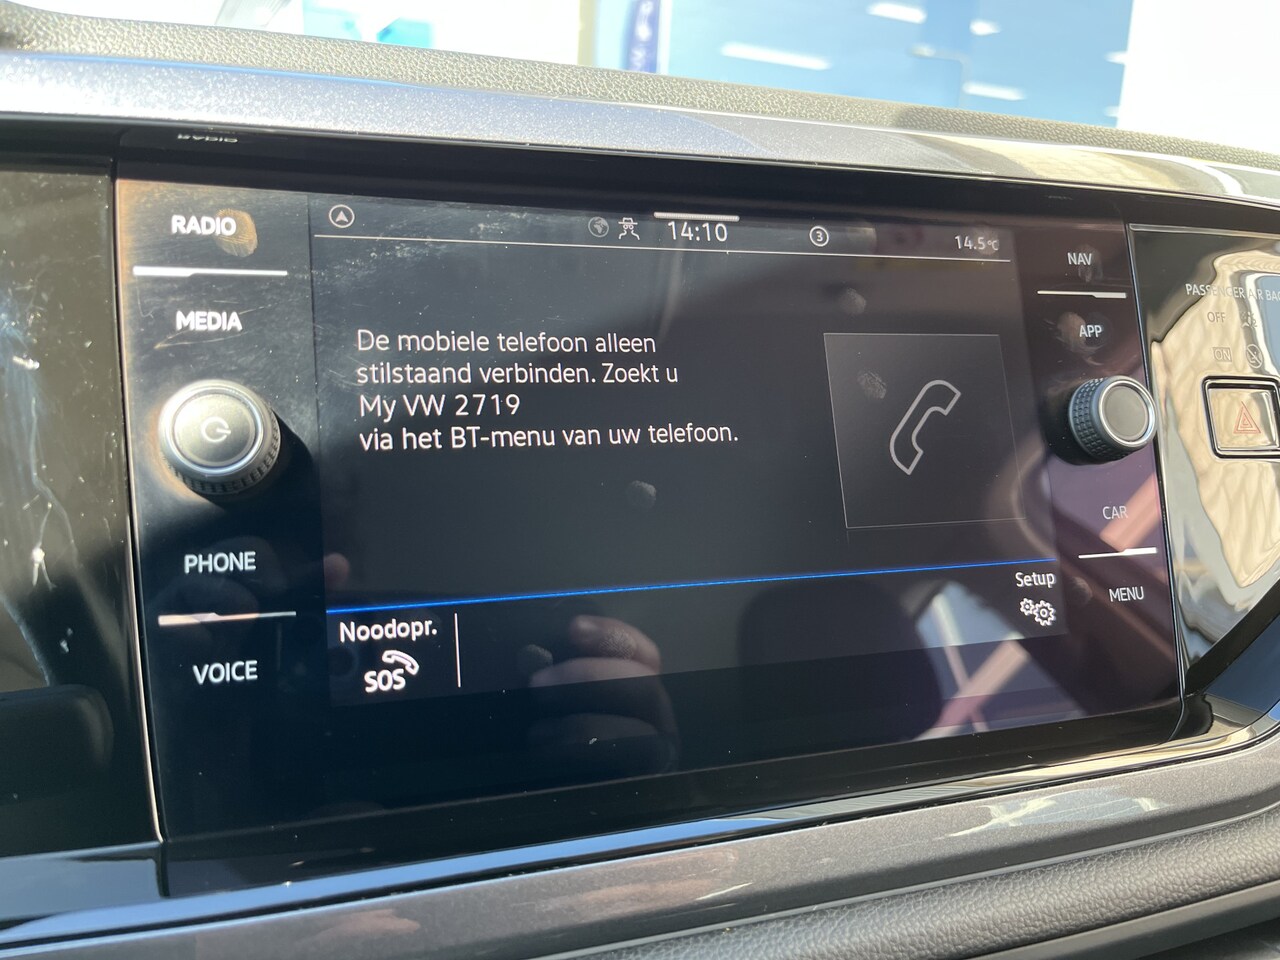 RADIO
MEDIA
PHONE
VOICE
14:10
3
14.5°C
De mobiele telefoon alleen
stilstaand verbinden. Zoekt u
My VW 2719
via het BT-menu van uw telefoon.
Noodopr.
SOS
Setup
NAV
APP
CAR
MENU
PASSENGER AIR BAG
OFF
ON